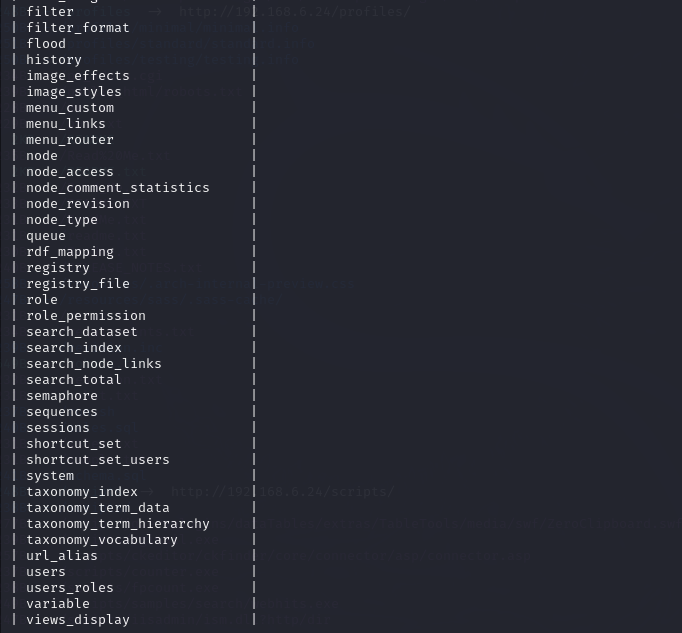 | filter |
| filter_format |
| flood |
| history |
| image_effects |
| image_styles |
| menu_custom |
| menu_links |
| menu_router |
| node |
| node_access |
| node_comment_statistics |
| node_revision |
| node_type |
| queue |
| rdf_mapping |
| registry |
| registry_file |
| role |
| role_permission |
| search_dataset |
| search_index |
| search_node_links |
| search_total |
| semaphore |
| sequences |
| sessions |
| shortcut_set |
| shortcut_set_users |
| system |
| taxonomy_index |
| taxonomy_term_data |
| taxonomy_term_hierarchy |
| taxonomy_vocabulary |
| url_alias |
| users |
| users_roles |
| variable |
| views_display |